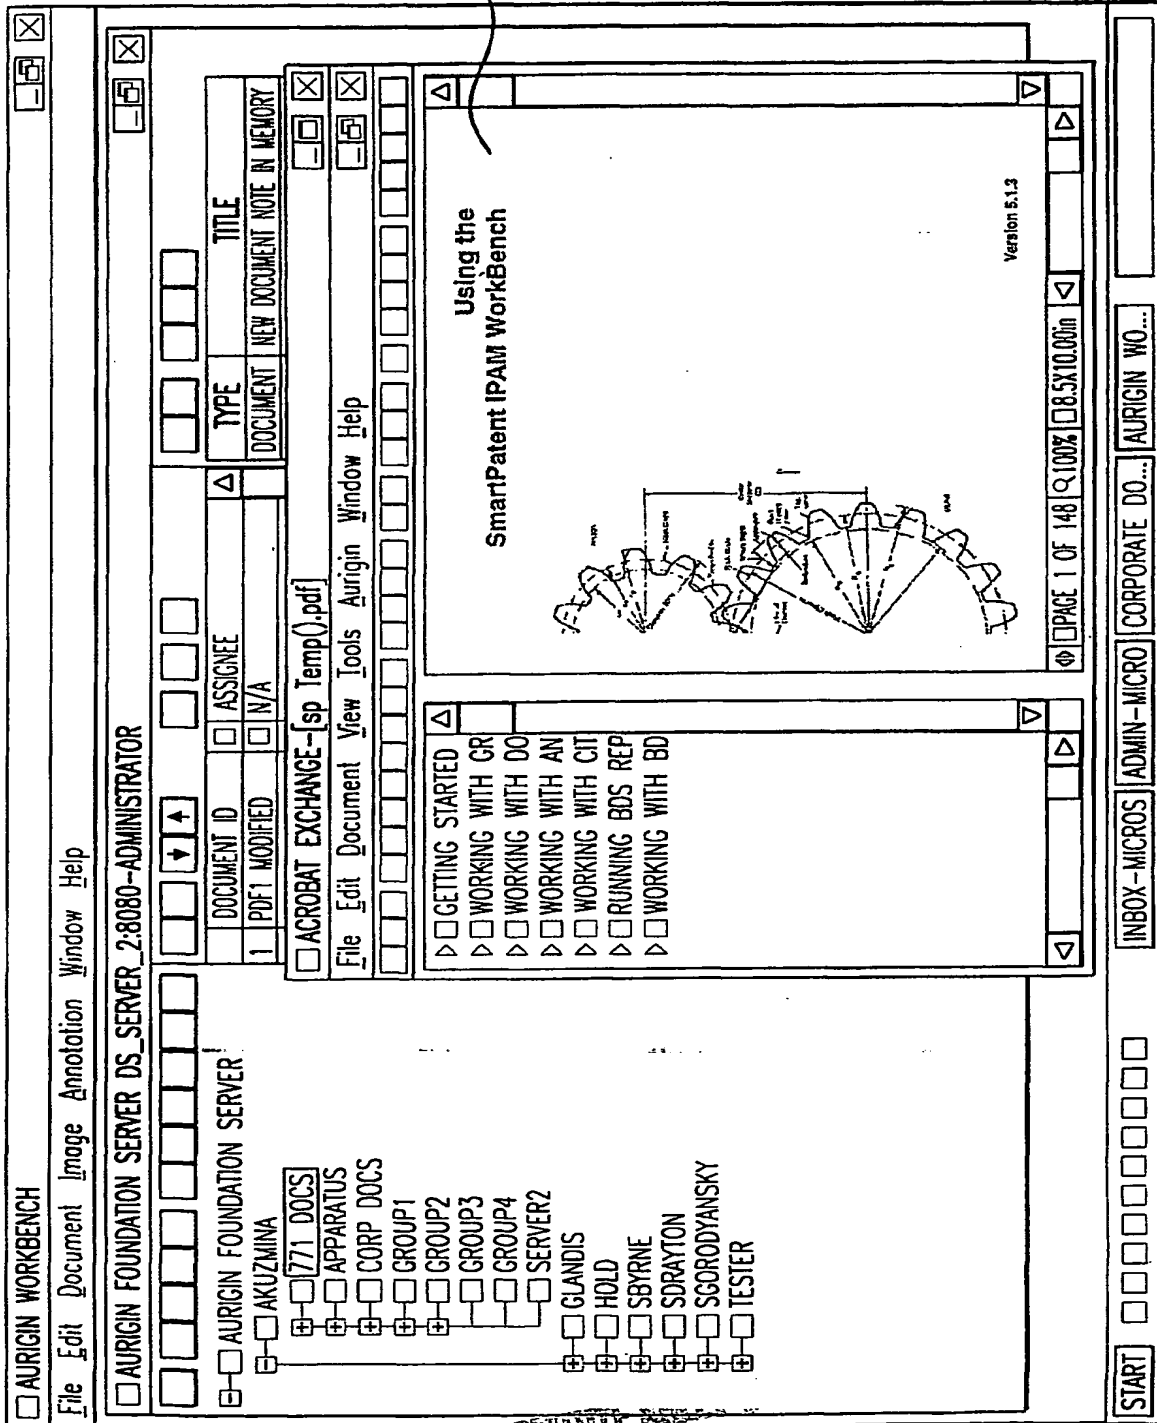 AURIGIN WORKBENCH
File Edit Document Image Annotation Window Help
AURIGIN FOUNDATION SERVER DS_SERVER_2:8080-ADMINISTRATOR
AURIGIN FOUNDATION SERVER
AKUZMINA
771 DOCS
APPARATUS
CORP DOCS
GROUP1
GROUP2
GROUP3
GROUP4
SERVER2
GLANDIS
HOLD
SBYRNE
SDRAYTON
SGORODYANSKY
TESTER
DOCUMENT ID ASSIGNEE TYPE TITLE
1 PDF1 MODIFIED N/A DOCUMENT NEW DOCUMENT NOTE IN MEMORY
ACROBAT EXCHANGE-[sp Temp().pdf]
File Edit Document View Tools Aurigin Window Help
GETTING STARTED
WORKING WITH GR
WORKING WITH DO
WORKING WITH AN
WORKING WITH CIT
RUNNING BDS REP
WORKING WITH BD
Using the
SmartPatent IPAM WorkBench
Version 5.1.3
PAGE 1 OF 148 100% 8.5X10.00in
START INBOX-MICROS ADMIN-MICRO CORPORATE DO... AURIGIN WO...